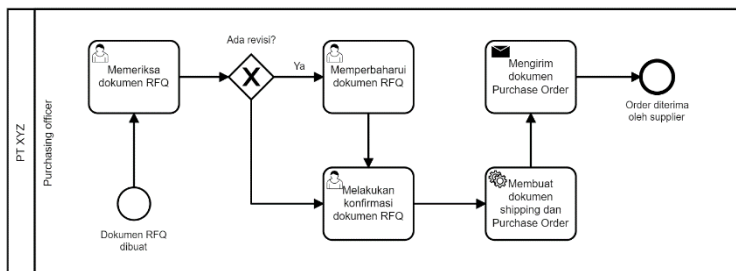 PT XYZ
Purchasing officer
Memeriksa
dokumen RFQ
Ada revisi?
Ya
Memperbaharui
dokumen RFQ
Mengirim
dokumen
Purchase Order
Order diterima
oleh supplier
Dokumen RFQ
dibuat
Melakukan
konfirmasi
dokumen RFQ
Membuat
dokumen
shipping dan
Purchase Order